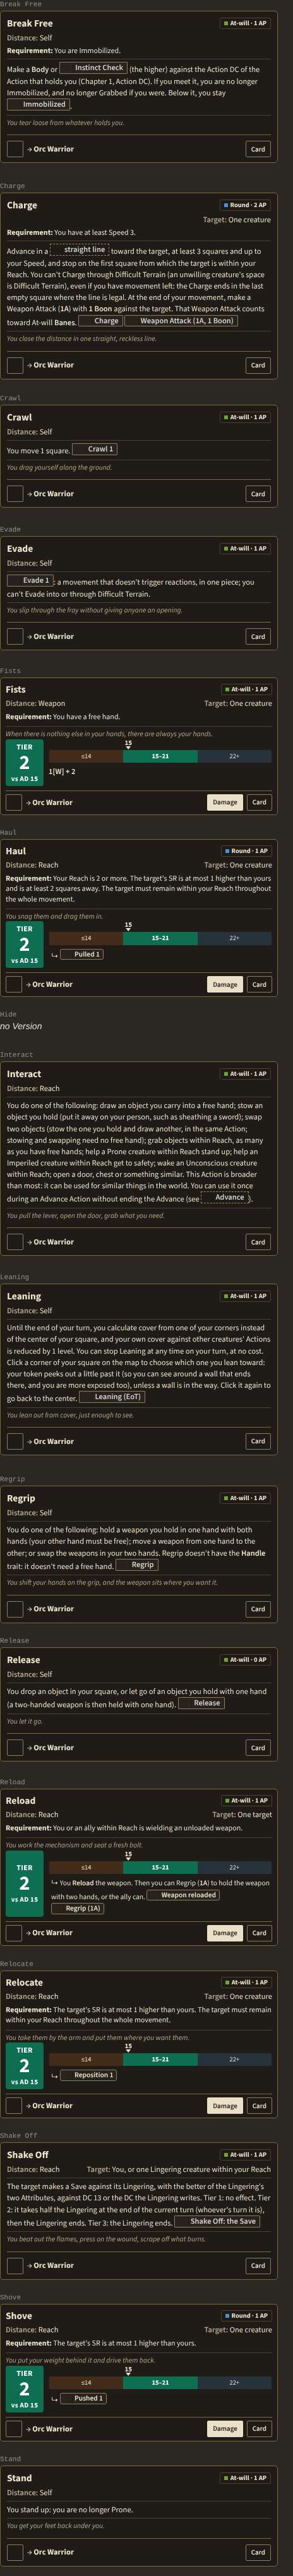 Break Free
Break Free
At-will · 1 AP
Distance: Self
Requirement: You are Immobilized.
Make a Body or Instinct Check (the higher) against the Action DC of the
Action that holds you (Chapter 1, Action DC). If you meet it, you are no longer
Immobilized, and no longer Grabbed if you were. Below it, you stay
Immobilized.
You tear loose from whatever holds you.
→ Orc Warrior
Card
Charge
Charge
Round · 2 AP
Target: One creature
Requirement: You have at least Speed 3.
Advance in a straight line toward the target, at least 3 squares and up to
your Speed, and stop on the first square from which the target is within your
Reach. You can't Charge through Difficult Terrain (an unwilling creature's space
is Difficult Terrain), even if you have movement left: the Charge ends in the last
empty square where the line is legal. At the end of your movement, make a
Weapon Attack (1A) with 1 Boon against the target. That Weapon Attack counts
toward At-will Banes. Charge Weapon Attack (1A, 1 Boon)
You close the distance in one straight, reckless line.
→ Orc Warrior
Card
Crawl
Crawl
At-will · 1 AP
Distance: Self
You move 1 square. Crawl 1
You drag yourself along the ground.
→ Orc Warrior
Card
Evade
Evade
At-will · 1 AP
Distance: Self
Evade 1: a movement that doesn't trigger reactions, in one piece; you
can't Evade into or through Difficult Terrain.
You slip through the fray without giving anyone an opening.
→ Orc Warrior
Card
Fists
Fists
At-will · 1 AP
Distance: Weapon
Target: One creature
Requirement: You have a free hand.
When there is nothing else in your hands, there are always your hands.
TIER
2
vs AD 15
15
≤14
15–21
22+
1[W] + 2
→ Orc Warrior
Damage
Card
Haul
Haul
Round · 1 AP
Distance: Reach
Target: One creature
Requirement: Your Reach is 2 or more. The target's SR is at most 1 higher than yours
and is at least 2 squares away. The target must remain within your Reach throughout
the whole movement.
You snag them and drag them in.
TIER
2
vs AD 15
15
≤14
15–21
22+
↪ Pulled 1
→ Orc Warrior
Damage
Card
Hide
no Version
Interact
Interact
At-will · 1 AP
Distance: Reach
You do one of the following: draw an object you carry into a free hand; stow an
object you hold (put it away on your person, such as sheathing a sword); swap
two objects (stow the one you hold and draw another, in the same Action;
stowing and swapping need no free hand); grab objects within Reach, as many
as you have free hands; help a Prone creature within Reach stand up; help an
Imperiled creature within Reach get to safety; wake an Unconscious creature
within Reach; open a door, chest or something similar. This Action is broader
than most: it can be used for similar things in the world. You can use it once
during an Advance Action without ending the Advance (see Advance).
You pull the lever, open the door, grab what you need.
→ Orc Warrior
Card
Leaning
Leaning
At-will · 1 AP
Distance: Self
Until the end of your turn, you calculate cover from one of your corners instead
of the center of your square, and your own cover against other creatures' Actions
is reduced by 1 level. You can stop Leaning at any time on your turn, at no cost.
Click a corner of your square on the map to choose which way you lean toward:
your token peeks out a little past it (so you can see around a wall that ends
there, and you are more exposed too), unless a wall is in the way. Click it again to
go back to the center. Leaning (EoT)
You lean out from cover, just enough to see.
→ Orc Warrior
Card
Regrip
Regrip
At-will · 1 AP
Distance: Self
You do one of the following: hold a weapon you hold in one hand with both
hands (your other hand must be free); move a weapon from one hand to the
other; or swap the weapons in your two hands. Regrip doesn't have the Handle
trait: it doesn't need a free hand. Regrip
You shift your hands on the grip, and the weapon sits where you want it.
→ Orc Warrior
Card
Release
Release
At-will · 0 AP
Distance: Self
You drop an object in your square, or let go of an object you hold with one hand
(a two-handed weapon is then held with one hand). Release
You let it go.
→ Orc Warrior
Card
Reload
Reload
At-will · 1 AP
Distance: Reach
Target: One target
Requirement: You or an ally within Reach is wielding an unloaded weapon.
You work the mechanism and seat a fresh bolt.
TIER
2
vs AD 15
15
≤14
15–21
22+
↪ You Reload the weapon. Then you can Regrip (1A) to hold the weapon
with two hands, or the ally can. Weapon reloaded
Regrip (1A)
→ Orc Warrior
Damage
Card
Relocate
Relocate
At-will · 1 AP
Distance: Reach
Target: One creature
Requirement: The target's SR is at most 1 higher than yours. The target must remain
within your Reach throughout the whole movement.
You take them by the arm and put them where you want them.
TIER
2
vs AD 15
15
≤14
15–21
22+
↪ Reposition 1
→ Orc Warrior
Damage
Card
Shake Off
Shake Off
At-will · 1 AP
Distance: Reach
Target: You, or one Lingering creature within your Reach
The target makes a Save against its Lingering, with the better of the Lingering's
two Attributes, against DC 13 or the DC the Lingering writes. Tier 1: no effect. Tier
2: it takes half the Lingering at the end of the current turn (whoever's turn it is),
then the Lingering ends. Tier 3: the Lingering ends. Shake Off: the Save
You beat out the flames, press on the wound, scrape off what burns.
→ Orc Warrior
Card
Shove
Shove
Round · 1 AP
Distance: Reach
Target: One creature
Requirement: The target's SR is at most 1 higher than yours.
You put your weight behind it and drive them back.
TIER
2
vs AD 15
15
≤14
15–21
22+
↪ Pushed 1
→ Orc Warrior
Damage
Card
Stand
Stand
At-will · 1 AP
Distance: Self
You stand up: you are no longer Prone.
You get your feet back under you.
→ Orc Warrior
Card